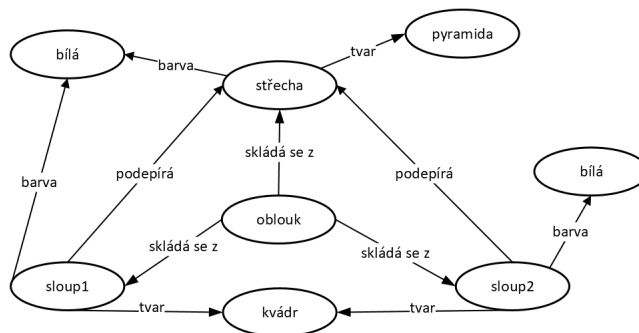 pyramida
bílá
tvar
barva
střecha
skládá se z
podepírá
podepírá
bílá
barva
oblouk
barva
skládá se z
skládá se z
sloup1
sloup2
tvar
kvádr
tvar